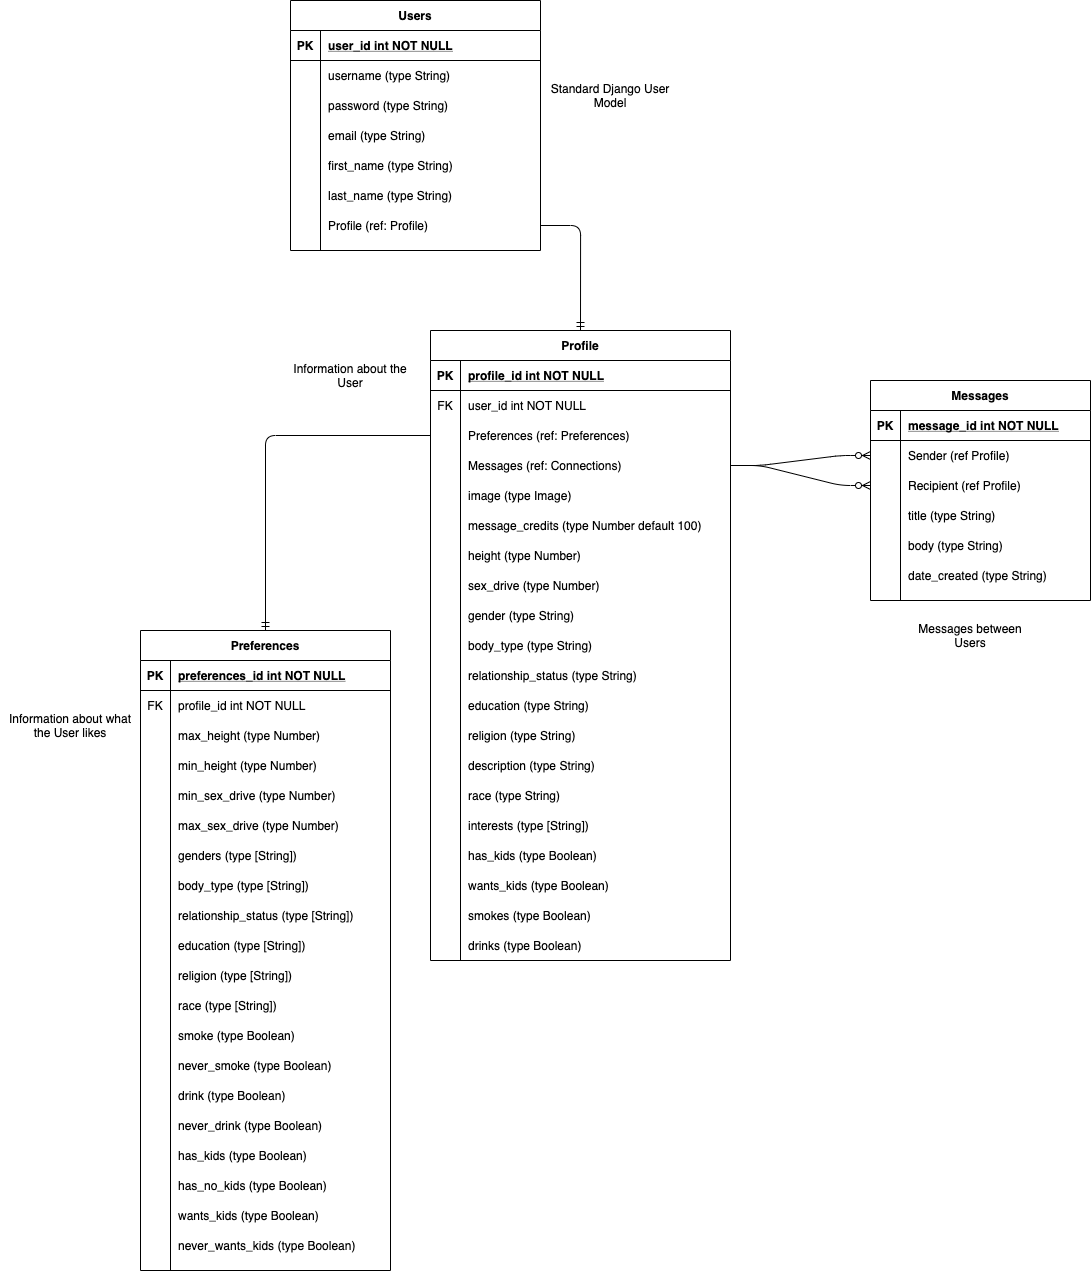 Users
PK user_id int NOT NULL
username (type String)
password (type String)
email (type String)
first_name (type String)
last_name (type String)
Profile (ref: Profile)
Standard Django User
Model
Information about the
User
Profile
PK profile_id int NOT NULL
FK user_id int NOT NULL
Preferences (ref: Preferences)
Messages (ref: Connections)
image (type Image)
message_credits (type Number default 100)
height (type Number)
sex_drive (type Number)
gender (type String)
body_type (type String)
relationship_status (type String)
education (type String)
religion (type String)
description (type String)
race (type String)
interests (type [String])
has_kids (type Boolean)
wants_kids (type Boolean)
smokes (type Boolean)
drinks (type Boolean)
Messages
PK message_id int NOT NULL
Sender (ref Profile)
Recipient (ref Profile)
title (type String)
body (type String)
date_created (type String)
Messages between
Users
Information about what
the User likes
Preferences
PK preferences_id int NOT NULL
FK profile_id int NOT NULL
max_height (type Number)
min_height (type Number)
min_sex_drive (type Number)
max_sex_drive (type Number)
genders (type [String])
body_type (type [String])
relationship_status (type [String])
education (type [String])
religion (type [String])
race (type [String])
smoke (type Boolean)
never_smoke (type Boolean)
drink (type Boolean)
never_drink (type Boolean)
has_kids (type Boolean)
has_no_kids (type Boolean)
wants_kids (type Boolean)
never_wants_kids (type Boolean)